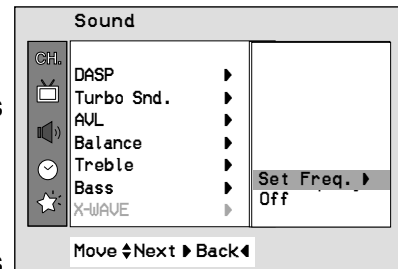 Sound
CH.
DASP
Turbo Snd.
AVL
Balance
Treble
Bass
X-WAVE
Set Freq.
Off
Move Next Back